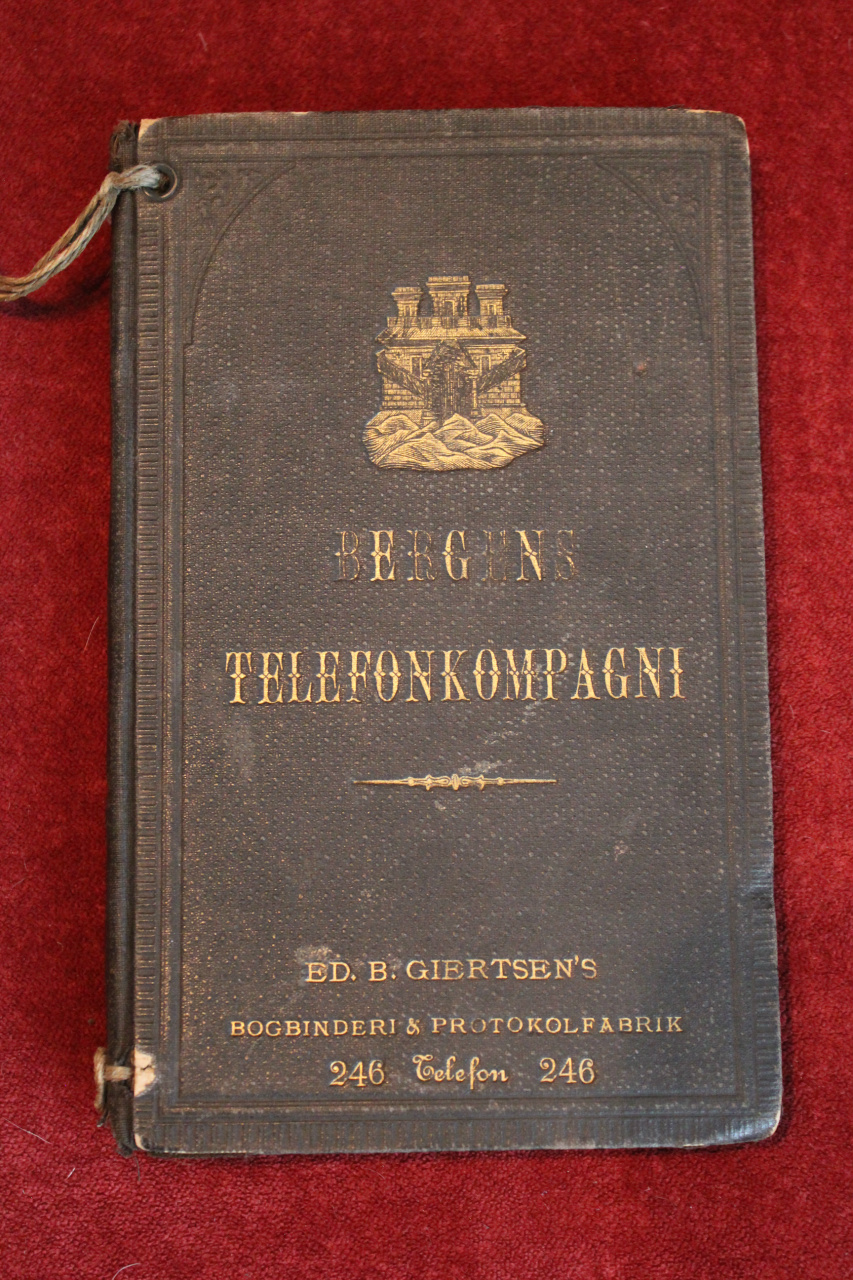 BERGENS
TELEFONKOMPAGNI
ED. B. GIERTSEN'S
BOGBINDERI & PROTOKOLFABRIK
246 Telefon 246